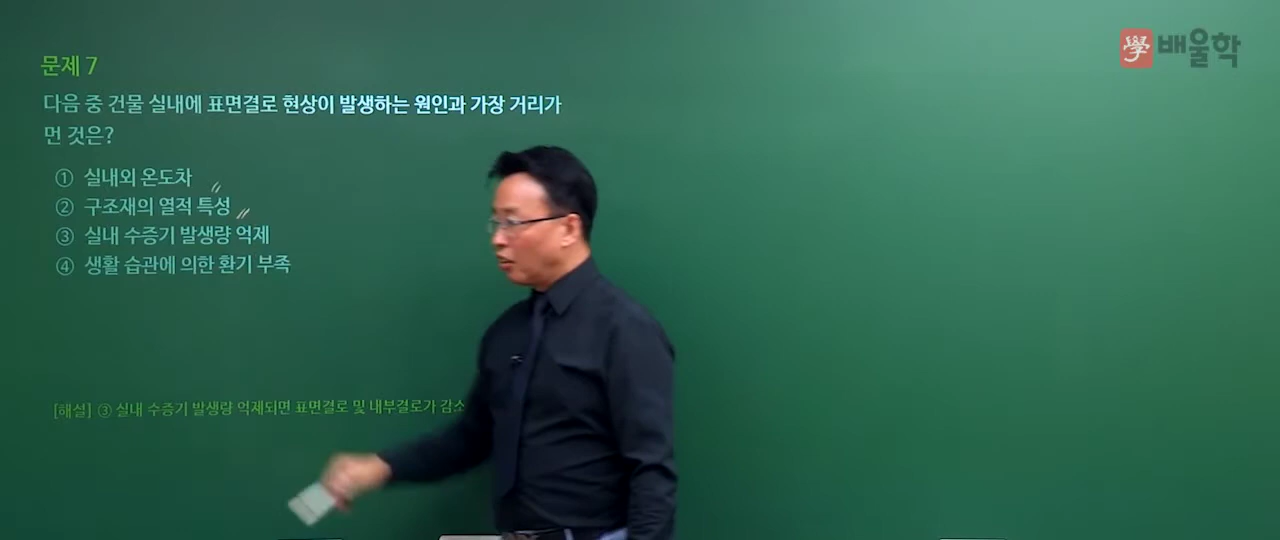 學 배울학
문제 7
다음 중 건물 실내에 표면결로 현상이 발생하는 원인과 가장 거리가
먼 것은?
① 실내외 온도차
② 구조재의 열적 특성
③ 실내 수증기 발생량 억제
④ 생활 습관에 의한 환기 부족
[해설] ③ 실내 수증기 발생량 억제되면 표면결로 및 내부결로가 감소